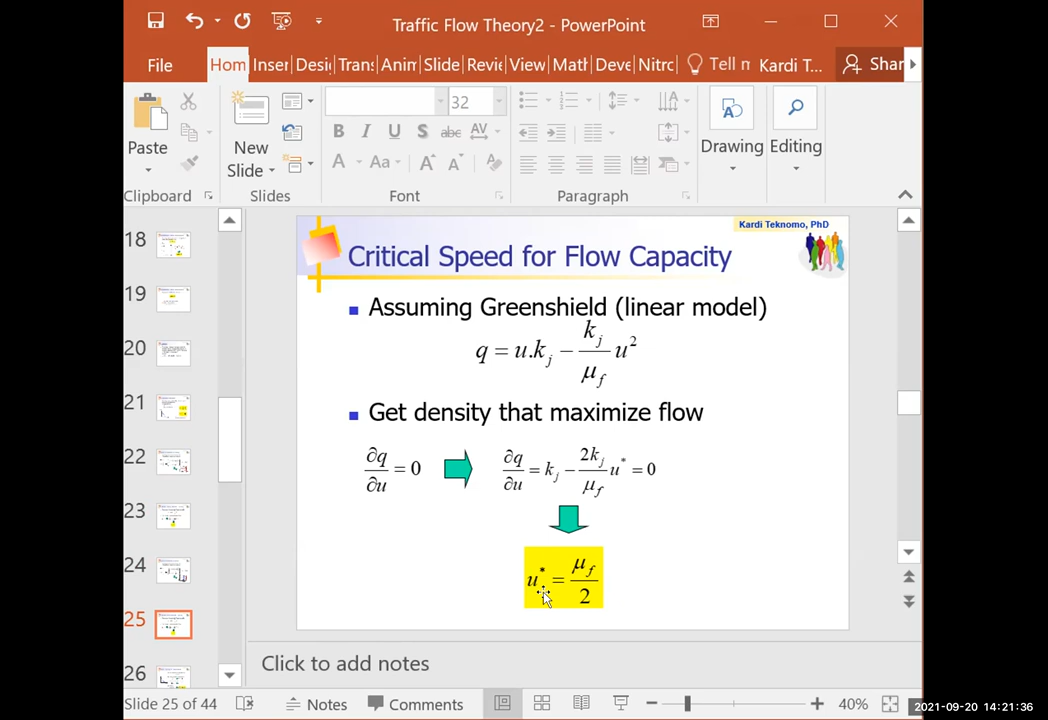 Traffic Flow Theory2 - PowerPoint
File Hom Inser Desi Tran Anim Slide Revie View Math Deve Nitro Tell m Kardi T... Shar
32
Paste New Slide Drawing Editing
B I U S abc AV
A Aa A A
Clipboard Slides Font Paragraph
18
19
20
21
22
23
24
25
26
Kardi Teknomo, PhD
Critical Speed for Flow Capacity
Assuming Greenshield (linear model)
q = u.k_j − k_j/μ_f u²
Get density that maximize flow
∂q/∂u = 0
∂q/∂u = k_j − 2k_j/μ_f u* = 0
u* = μ_f/2
Click to add notes
Slide 25 of 44 Notes Comments 40%
2021-09-20 14:21:36